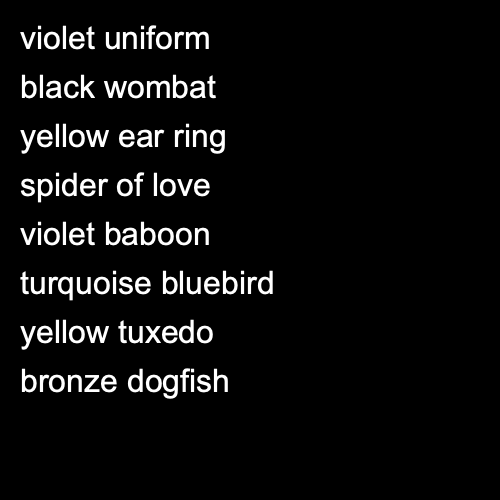 violet uniform
black wombat
yellow ear ring
spider of love
violet baboon
turquoise bluebird
yellow tuxedo
bronze dogfish